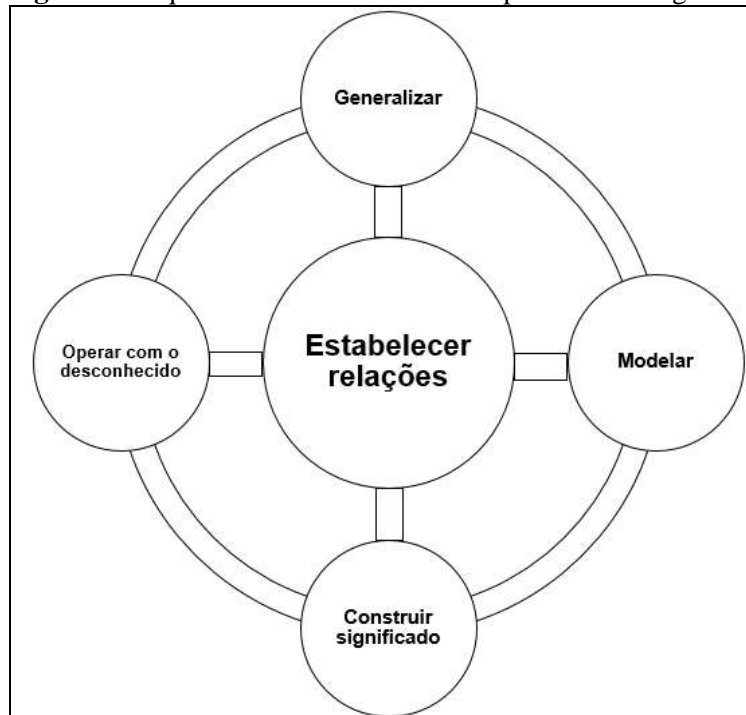 Generalizar
Estabelecer
relações
Operar com o
desconhecido
Modelar
Construir
significado